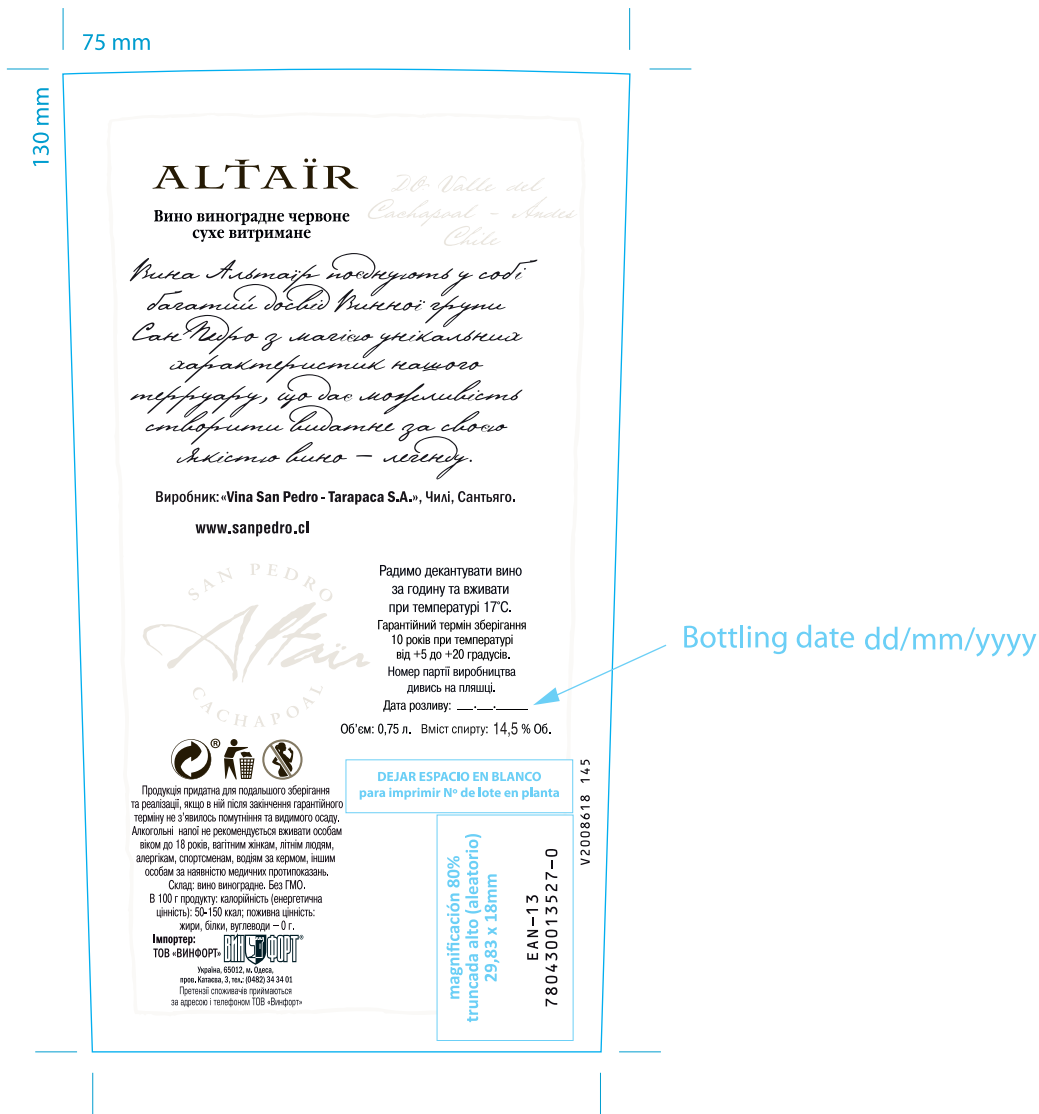 75 mm
130 mm
ALTAÏR
DO Valle del
Cachapoal - Andes
Chile
Вино виноградне червоне
сухе витримане
Вина Альтаїр поєднують у собі
багатий досвід Винної групи
Сан Педро з магією унікальних
характеристик нашого
терруару, що дає можливість
створити видатне за своєю
якістю вино – легенду.
Виробник: «Vina San Pedro - Tarapaca S.A.», Чилі, Сантьяго.
www.sanpedro.cl
SAN PEDRO
Altaïr
CACHAPOAL
Радимо декантувати вино
за годину та вживати
при температурі 17˚С.
Гарантійний термін зберігання
10 років при температурі
від +5 до +20 градусів.
Номер партії виробництва
дивись на пляшці.
Дата розливу: __.__.____
Bottling date dd/mm/yyyy
Об'єм: 0,75 л. Вміст спирту: 14,5 % Об.
®
DEJAR ESPACIO EN BLANCO
para imprimir Nº de lote en planta
V2008618 145
Продукція придатна для подальшого зберігання
та реалізації, якщо в ній після закінчення гарантійного
терміну не з'явилось помутніння та видимого осаду.
Алкогольні напої не рекомендується вживати особам
віком до 18 років, вагітним жінкам, літнім людям,
алергікам, спортсменам, водіям за кермом, іншим
особам за наявністю медичних протипоказань.
Склад: вино виноградне. Без ГМО.
В 100 г продукту: калорійність (енергетична
цінність): 50-150 ккал; поживна цінність:
жири, білки, вуглеводи – 0 г.
Імпортер:
ТОВ «ВИНФОРТ» ВИНФОРТ®
Україна, 65012, м. Одеса,
пров. Катаєва, 3, тел.: (0482) 34 34 01
Претензії споживачів приймаються
за адресою і телефоном ТОВ «Винфорт»
magnificación 80%
truncada alto (aleatorio)
29,83 x 18mm
EAN-13
780430013527-0